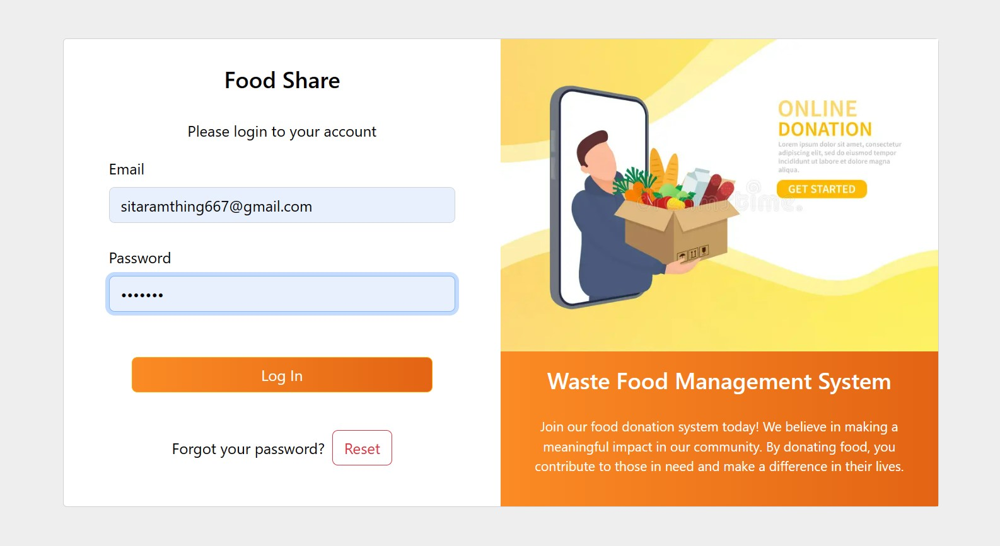 Food Share
Please login to your account
Email
sitaramthing667@gmail.com
Password
•••••••
Log In
Forgot your password? Reset
ONLINE
DONATION
Lorem ipsum dolor sit amet, consectetur
adipiscing elit, sed do eiusmod tempor
incididunt ut labore et dolore magna
aliqua.
GET STARTED
Waste Food Management System
Join our food donation system today! We believe in making a
meaningful impact in our community. By donating food, you
contribute to those in need and make a difference in their lives.